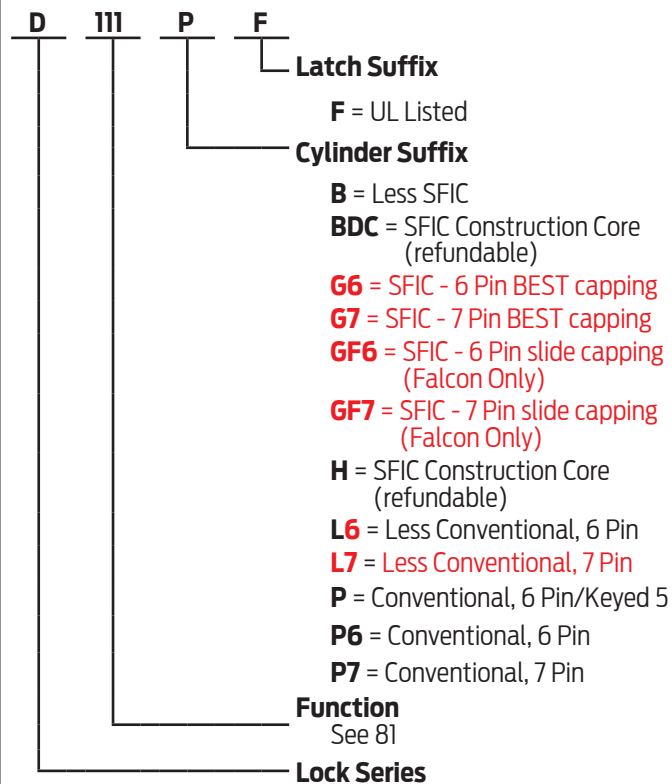 D 111 P F
Latch Suffix
F = UL Listed
Cylinder Suffix
B = Less SFIC
BDC = SFIC Construction Core
(refundable)
G6 = SFIC - 6 Pin BEST capping
G7 = SFIC - 7 Pin BEST capping
GF6 = SFIC - 6 Pin slide capping
(Falcon Only)
GF7 = SFIC - 7 Pin slide capping
(Falcon Only)
H = SFIC Construction Core
(refundable)
L6 = Less Conventional, 6 Pin
L7 = Less Conventional, 7 Pin
P = Conventional, 6 Pin/Keyed 5
P6 = Conventional, 6 Pin
P7 = Conventional, 7 Pin
Function
See 81
Lock Series